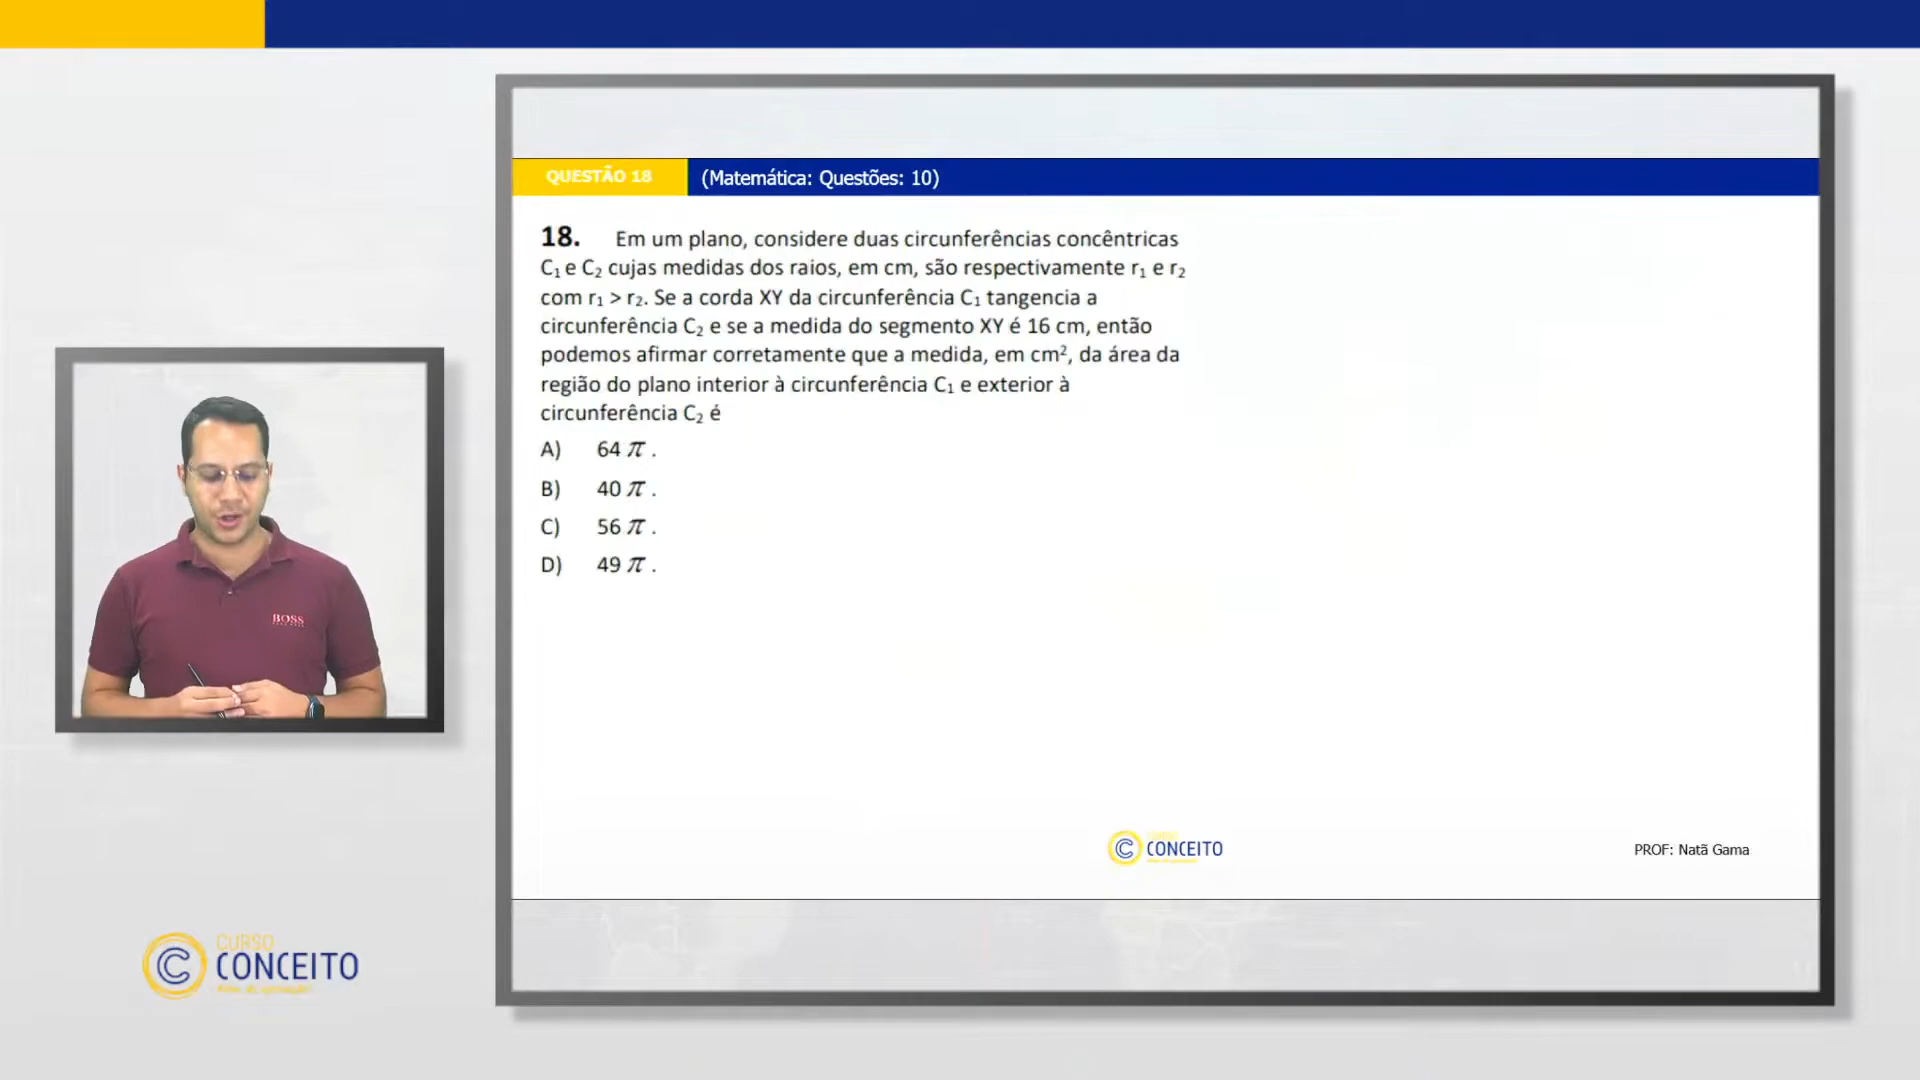 QUESTÃO 18
(Matemática: Questões: 10)
18. Em um plano, considere duas circunferências concêntricas
C₁ e C₂ cujas medidas dos raios, em cm, são respectivamente r₁ e r₂
com r₁ > r₂. Se a corda XY da circunferência C₁ tangencia a
circunferência C₂ e se a medida do segmento XY é 16 cm, então
podemos afirmar corretamente que a medida, em cm², da área da
região do plano interior à circunferência C₁ e exterior à
circunferência C₂ é
A) 64 π .
B) 40 π .
C) 56 π .
D) 49 π .
BOSS
CONCEITO
PROF: Natã Gama
CURSO
CONCEITO